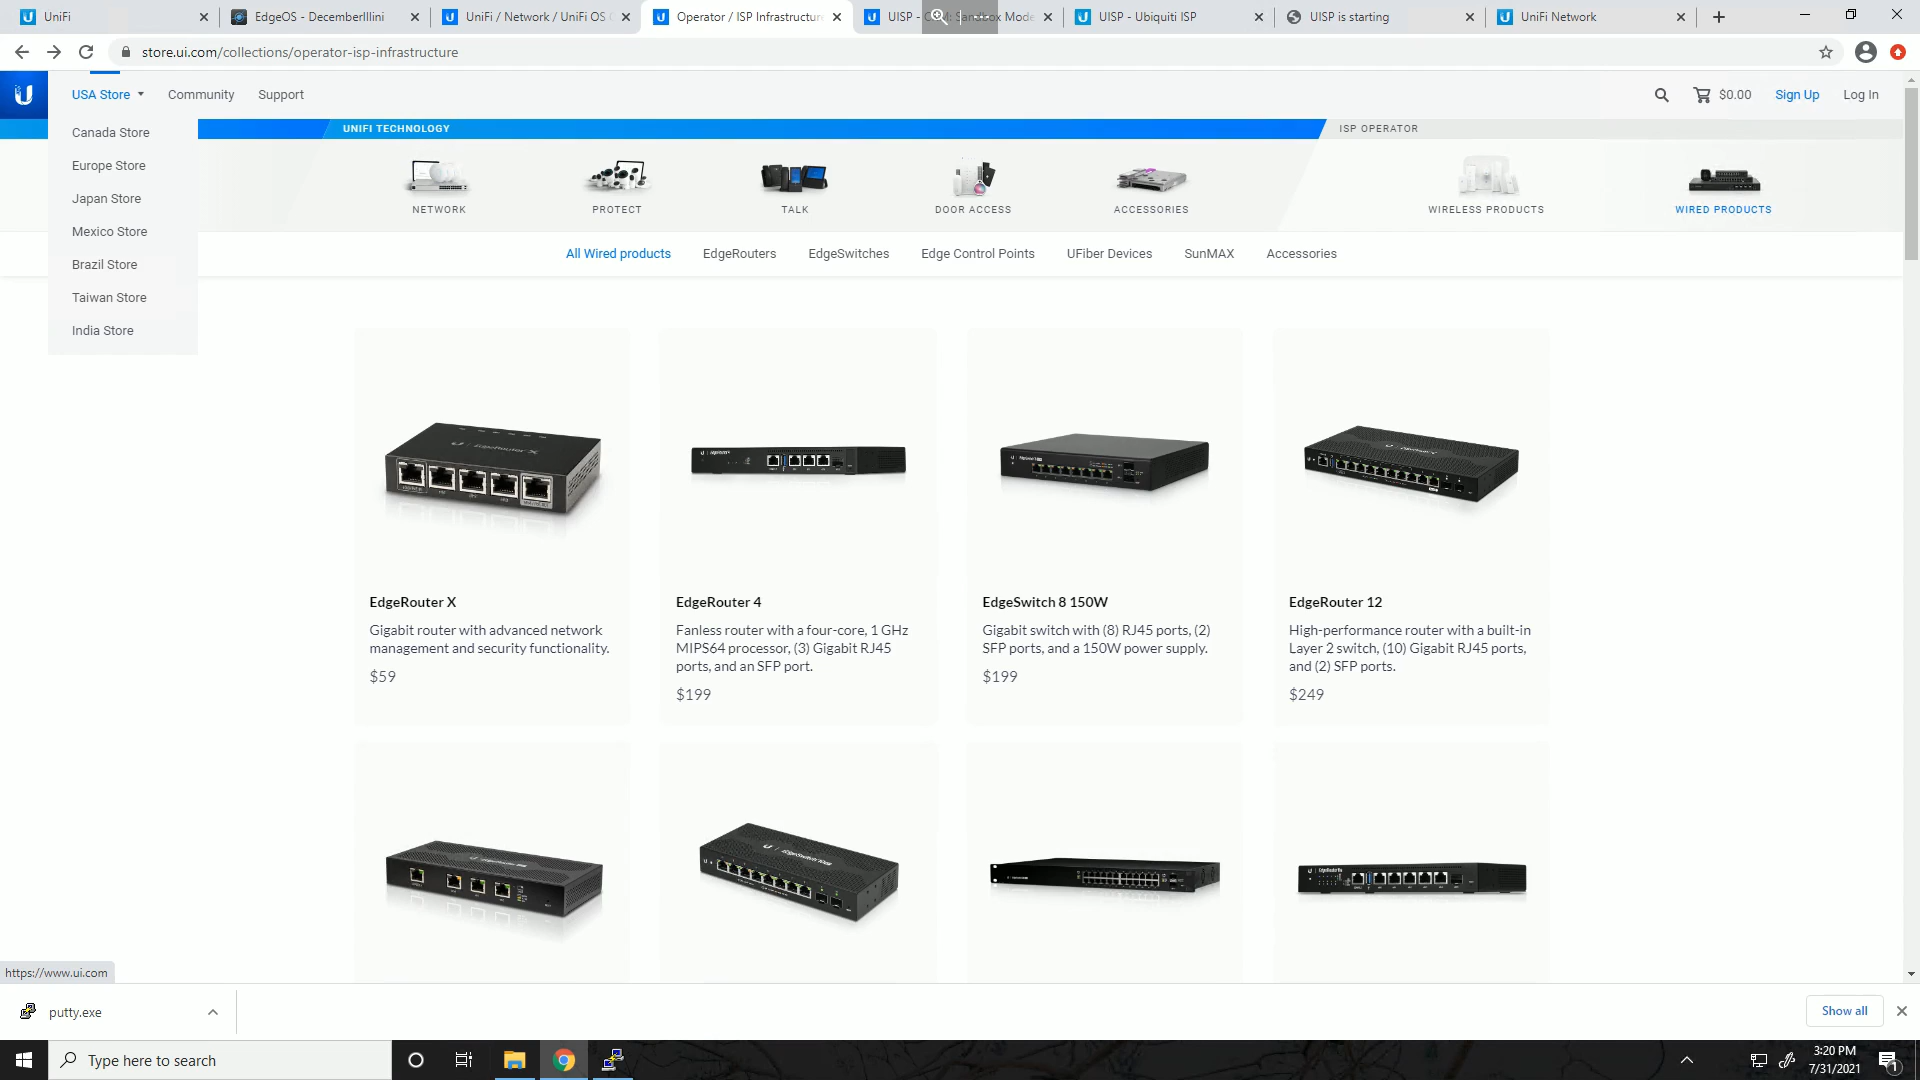 UniFi
EdgeOS - DecemberIllini
UniFi / Network / UniFi OS C
Operator / ISP Infrastructure
UISP - C
Sandbox Mode
UISP - Ubiquiti ISP
UISP is starting
UniFi Network
store.ui.com/collections/operator-isp-infrastructure
USA Store
Community
Support
$0.00
Sign Up
Log In
Canada Store
Europe Store
Japan Store
Mexico Store
Brazil Store
Taiwan Store
India Store
UNIFI TECHNOLOGY
ISP OPERATOR
NETWORK
PROTECT
TALK
DOOR ACCESS
ACCESSORIES
WIRELESS PRODUCTS
WIRED PRODUCTS
All Wired products
EdgeRouters
EdgeSwitches
Edge Control Points
UFiber Devices
SunMAX
Accessories
EdgeRouter X
Gigabit router with advanced network
management and security functionality.
$59
EdgeRouter 4
Fanless router with a four-core, 1 GHz
MIPS64 processor, (3) Gigabit RJ45
ports, and an SFP port.
$199
EdgeSwitch 8 150W
Gigabit switch with (8) RJ45 ports, (2)
SFP ports, and a 150W power supply.
$199
EdgeRouter 12
High-performance router with a built-in
Layer 2 switch, (10) Gigabit RJ45 ports,
and (2) SFP ports.
$249
https://www.ui.com
putty.exe
Show all
Type here to search
3:20 PM
7/31/2021
1